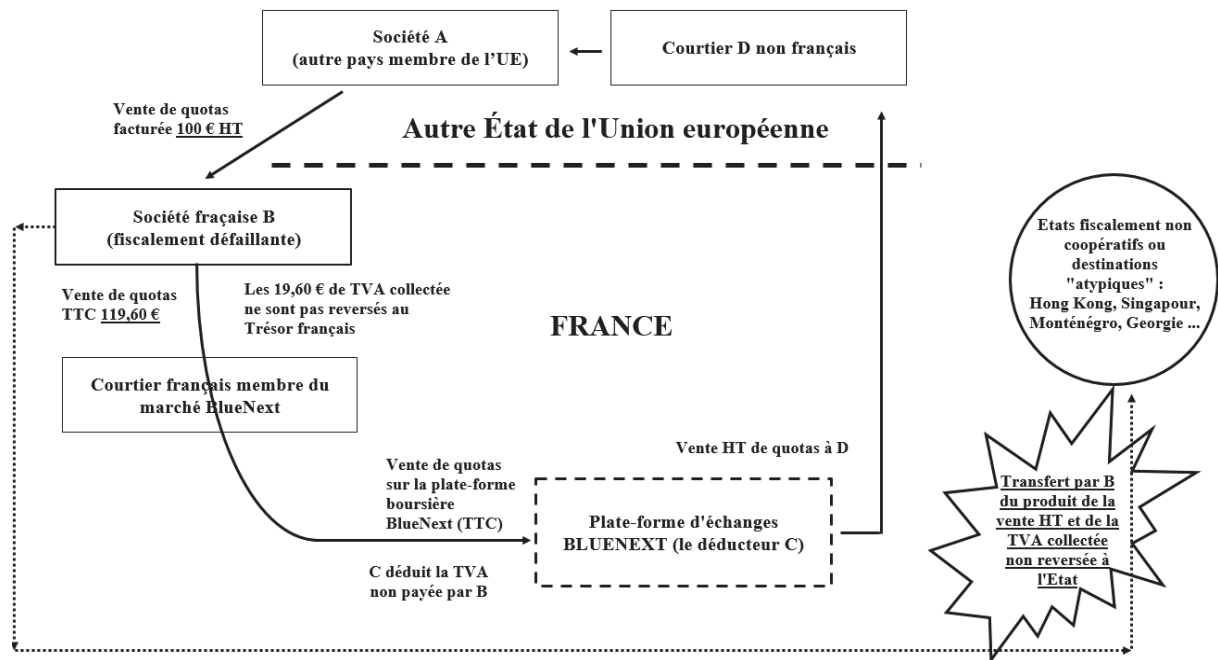 Société A
(autre pays membre de l'UE)
Courtier D non français
Vente de quotas
facturée 100 € HT
Autre État de l'Union européenne
Société fraçaise B
(fiscalement défaillante)
Etats fiscalement non
coopératifs ou
destinations
"atypiques" :
Hong Kong, Singapour,
Monténégro, Georgie ...
Vente de quotas
TTC 119,60 €
Les 19,60 € de TVA collectée
ne sont pas reversés au
Trésor français
FRANCE
Courtier français membre du
marché BlueNext
Vente HT de quotas à D
Vente de quotas
sur la plate-forme
boursière
BlueNext (TTC)
Plate-forme d'échanges
BLUENEXT (le déducteur C)
C déduit la TVA
non payée par B
Transfert par B
du produit de la
vente HT et de la
TVA collectée
non reversée à
l'Etat